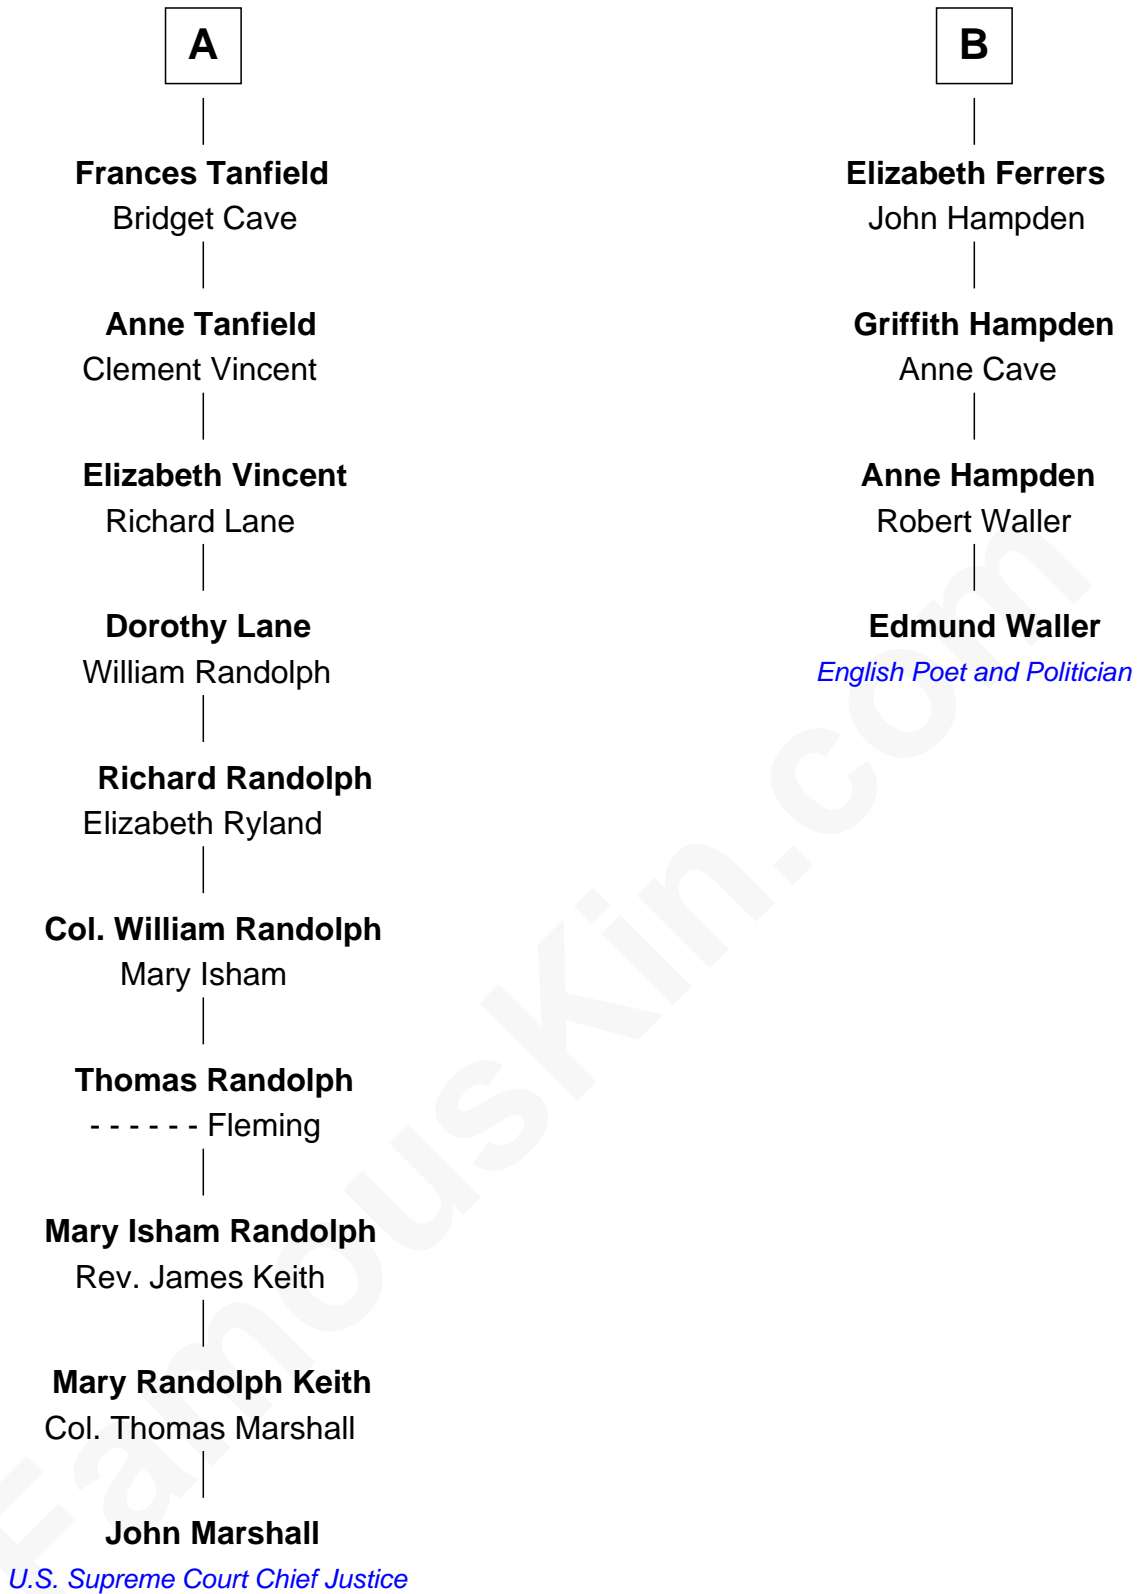 A
Frances Tanfield
Bridget Cave
Anne Tanfield
Clement Vincent
Elizabeth Vincent
Richard Lane
Dorothy Lane
William Randolph
Richard Randolph
Elizabeth Ryland
Col. William Randolph
Mary Isham
Thomas Randolph
- - - - - - Fleming
Mary Isham Randolph
Rev. James Keith
Mary Randolph Keith
Col. Thomas Marshall
John Marshall
U.S. Supreme Court Chief Justice
B
Elizabeth Ferrers
John Hampden
Griffith Hampden
Anne Cave
Anne Hampden
Robert Waller
Edmund Waller
English Poet and Politician
FamousKin.com